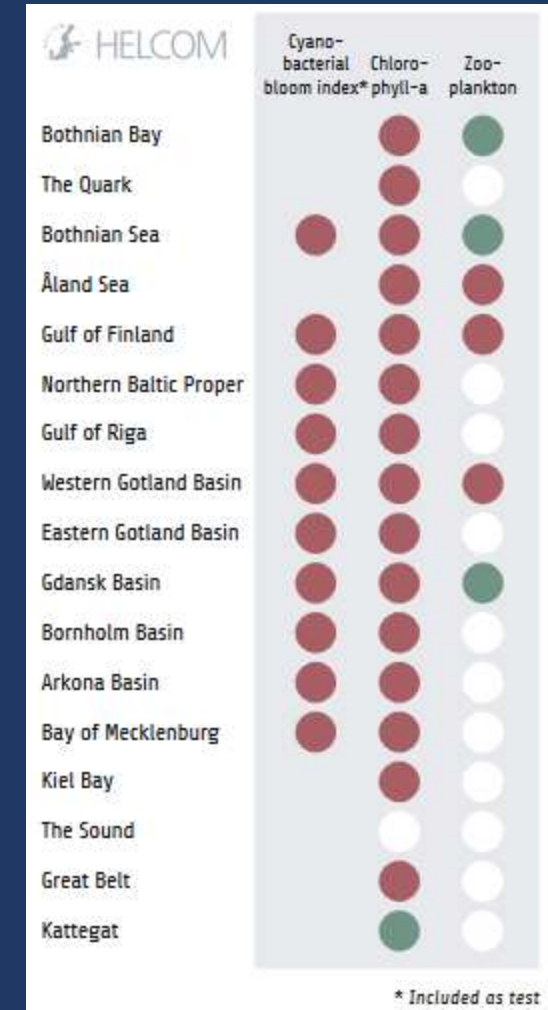 HELCOM
Cyano-
bacterial Chloro- Zoo-
bloom index* phyll-a plankton
Bothnian Bay
The Quark
Bothnian Sea
Åland Sea
Gulf of Finland
Northern Baltic Proper
Gulf of Riga
Western Gotland Basin
Eastern Gotland Basin
Gdansk Basin
Bornholm Basin
Arkona Basin
Bay of Mecklenburg
Kiel Bay
The Sound
Great Belt
Kattegat
* Included as test